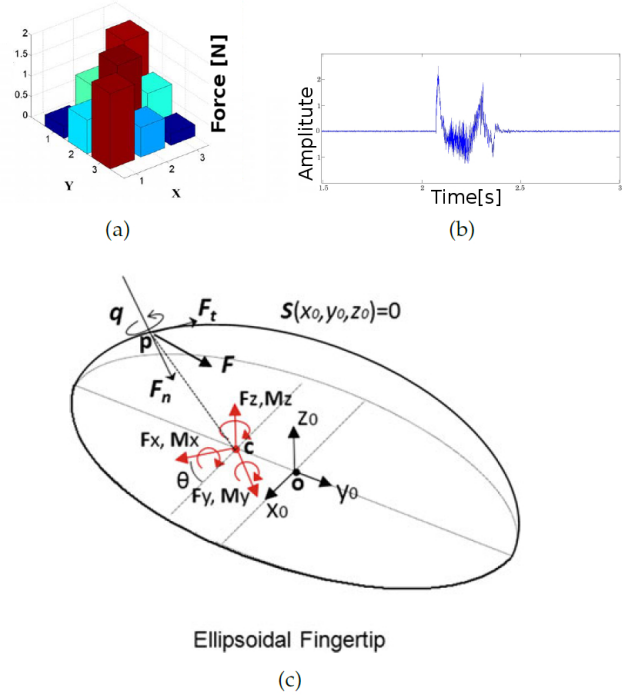 2
1.5
1
0.5
0
1
2
3
Y
1
2
3
X
Force [N]
(a)
Amplitute
2
1
0
1
1.5
2
2.5
3
Time[s]
(b)
q
p
Ft
S(x0,y0,z0)=0
F
Fn
Fz,Mz
Fx, Mx
c
z0
θ
Fy, My
o
y0
x0
Ellipsoidal Fingertip
(c)